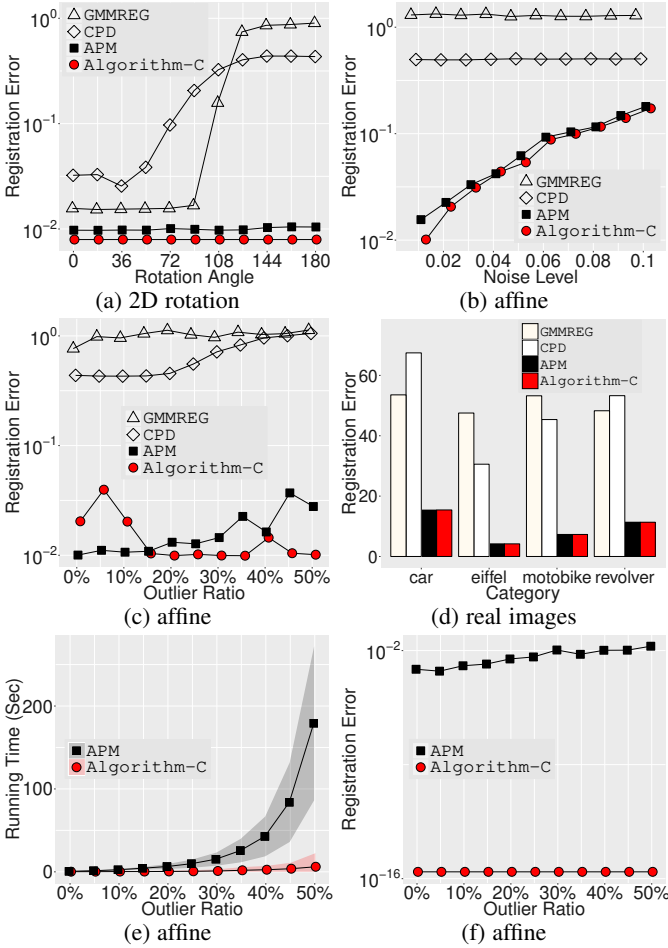 10^0
10^-1
10^-2
Registration Error
GMMREG
CPD
APM
Algorithm-C
0 36 72 108 144 180
Rotation Angle
(a) 2D rotation
10^0
10^-1
10^-2
Registration Error
GMMREG
CPD
APM
Algorithm-C
0.02 0.04 0.06 0.08 0.1
Noise Level
(b) affine
10^0
10^-1
10^-2
Registration Error
GMMREG
CPD
APM
Algorithm-C
0% 10% 20% 30% 40% 50%
Outlier Ratio
(c) affine
60
40
20
0
Registration Error
GMMREG
CPD
APM
Algorithm-C
car eiffel motobike revolver
Category
(d) real images
200
100
0
Running Time (Sec)
APM
Algorithm-C
0% 10% 20% 30% 40% 50%
Outlier Ratio
(e) affine
10^-2
10^-16
Registration Error
APM
Algorithm-C
0% 10% 20% 30% 40% 50%
Outlier Ratio
(f) affine